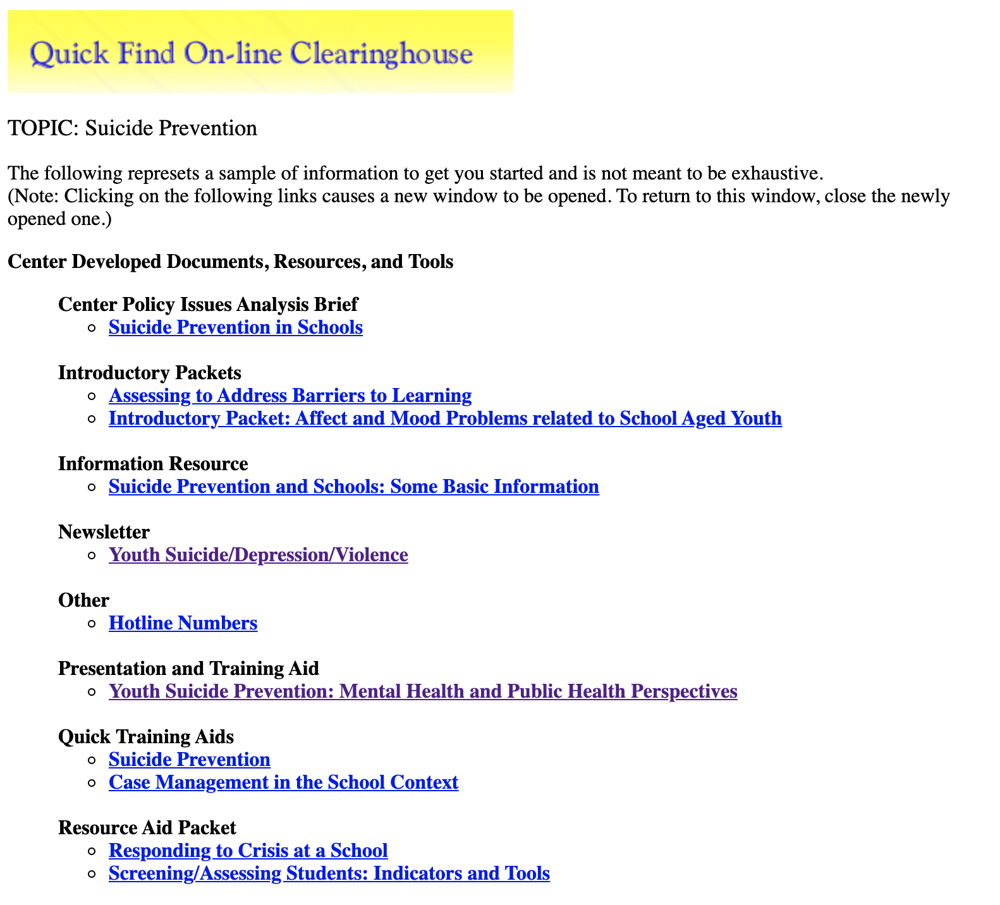 Quick Find On-line Clearinghouse
TOPIC: Suicide Prevention
The following represets a sample of information to get you started and is not meant to be exhaustive.
(Note: Clicking on the following links causes a new window to be opened. To return to this window, close the newly
opened one.)
Center Developed Documents, Resources, and Tools
Center Policy Issues Analysis Brief
Suicide Prevention in Schools
Introductory Packets
Assessing to Address Barriers to Learning
Introductory Packet: Affect and Mood Problems related to School Aged Youth
Information Resource
Suicide Prevention and Schools: Some Basic Information
Newsletter
Youth Suicide/Depression/Violence
Other
Hotline Numbers
Presentation and Training Aid
Youth Suicide Prevention: Mental Health and Public Health Perspectives
Quick Training Aids
Suicide Prevention
Case Management in the School Context
Resource Aid Packet
Responding to Crisis at a School
Screening/Assessing Students: Indicators and Tools